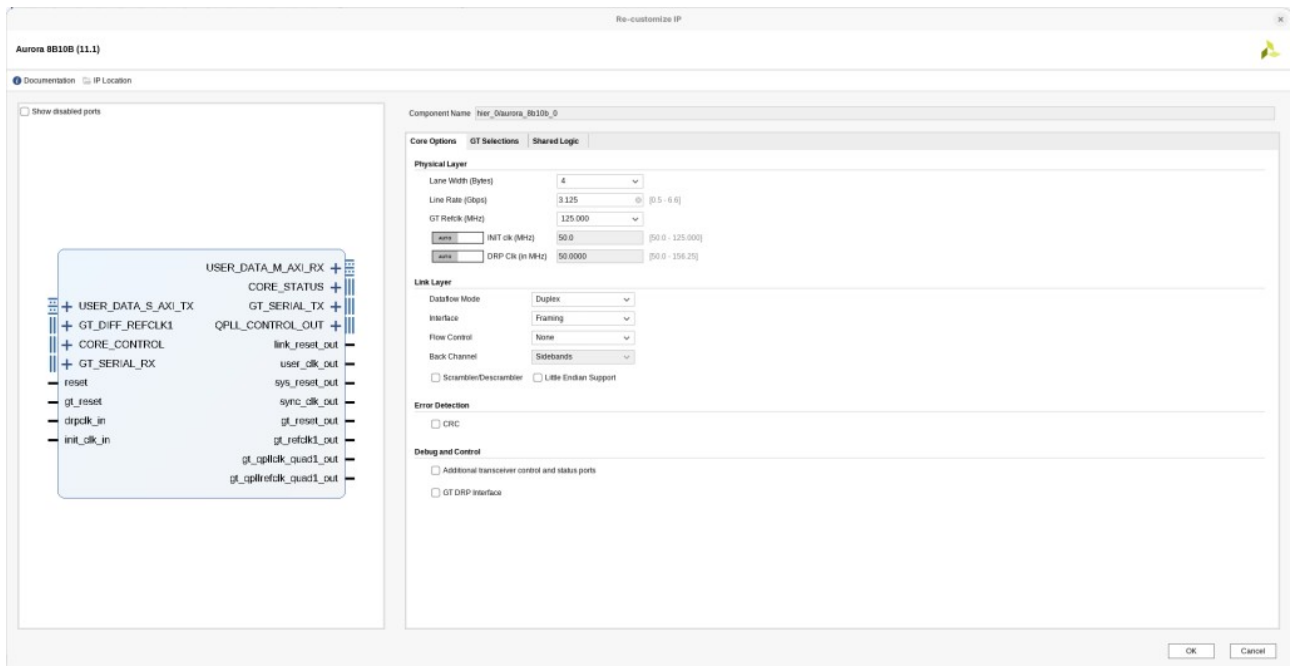 Re-customize IP
Aurora 8B10B (11.1)
Documentation IP Location
Show disabled ports
USER_DATA_M_AXI_RX
CORE_STATUS
USER_DATA_S_AXI_TX GT_SERIAL_TX
GT_DIFF_REFCLK1 QPLL_CONTROL_OUT
CORE_CONTROL link_reset_out
GT_SERIAL_RX user_clk_out
reset sys_reset_out
gt_reset sync_clk_out
drpclk_in gt_reset_out
init_clk_in gt_refclk1_out
gt_qpllclk_quad1_out
gt_qpllrefclk_quad1_out
Component Name hier_0/aurora_8b10b_0
Core Options GT Selections Shared Logic
Physical Layer
Lane Width (Bytes) 4
Line Rate (Gbps) 3.125 [0.5 - 6.6]
GT Refclk (MHz) 125.000
AUTO INIT clk (MHz) 50.0 [50.0 - 125.000]
AUTO DRP Clk (in MHz) 50.0000 [50.0 - 156.25]
Link Layer
Dataflow Mode Duplex
Interface Framing
Flow Control None
Back Channel Sidebands
Scrambler/Descrambler Little Endian Support
Error Detection
CRC
Debug and Control
Additional transceiver control and status ports
GT DRP Interface
OK Cancel